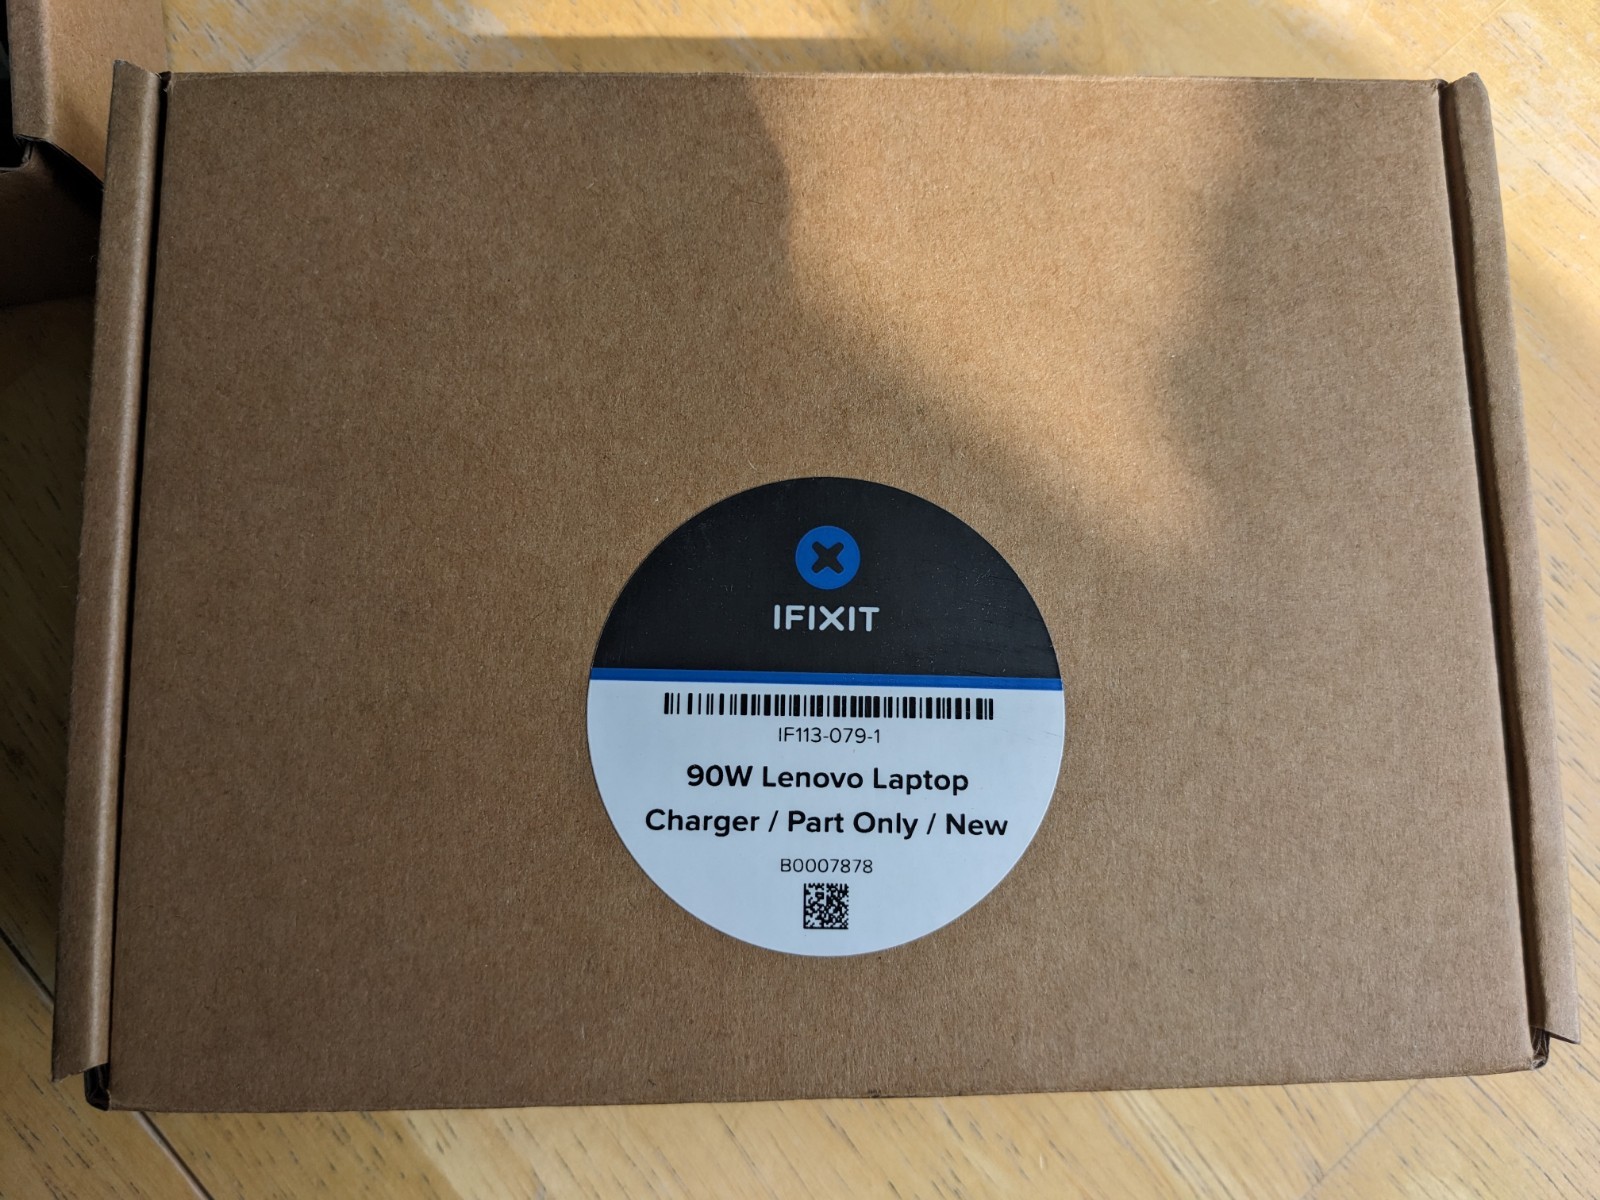 IFIXIT
IF113-079-1
90W Lenovo Laptop
Charger / Part Only / New
B0007878